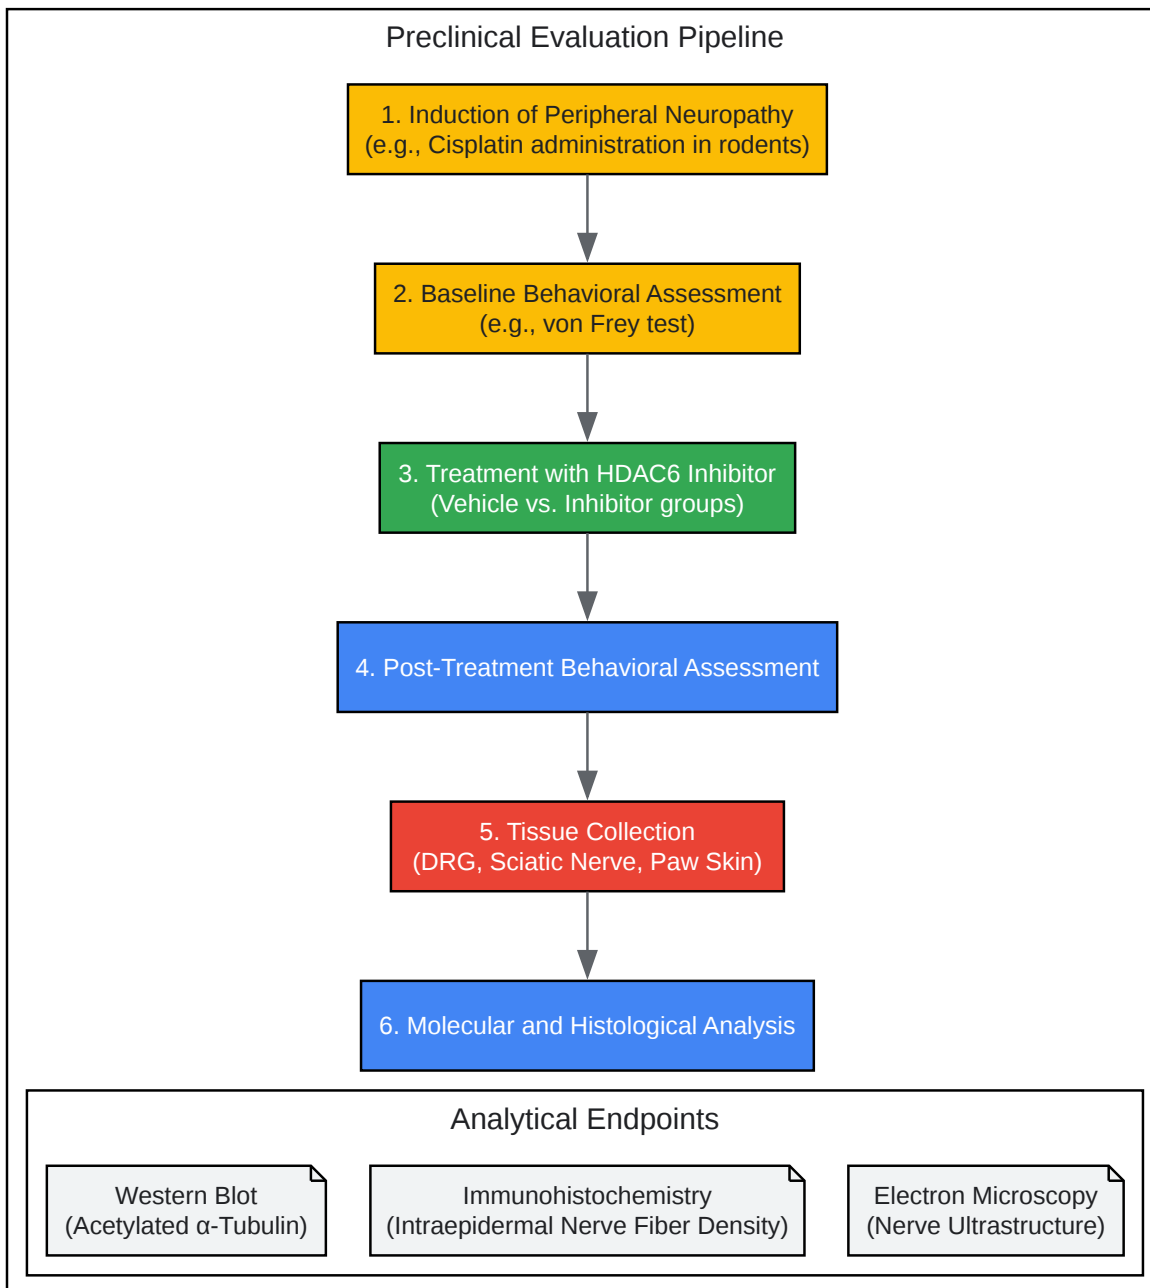 Preclinical Evaluation Pipeline
1. Induction of Peripheral Neuropathy
(e.g., Cisplatin administration in rodents)
2. Baseline Behavioral Assessment
(e.g., von Frey test)
3. Treatment with HDAC6 Inhibitor
(Vehicle vs. Inhibitor groups)
4. Post-Treatment Behavioral Assessment
5. Tissue Collection
(DRG, Sciatic Nerve, Paw Skin)
6. Molecular and Histological Analysis
Analytical Endpoints
Western Blot
(Acetylated α-Tubulin)
Immunohistochemistry
(Intraepidermal Nerve Fiber Density)
Electron Microscopy
(Nerve Ultrastructure)